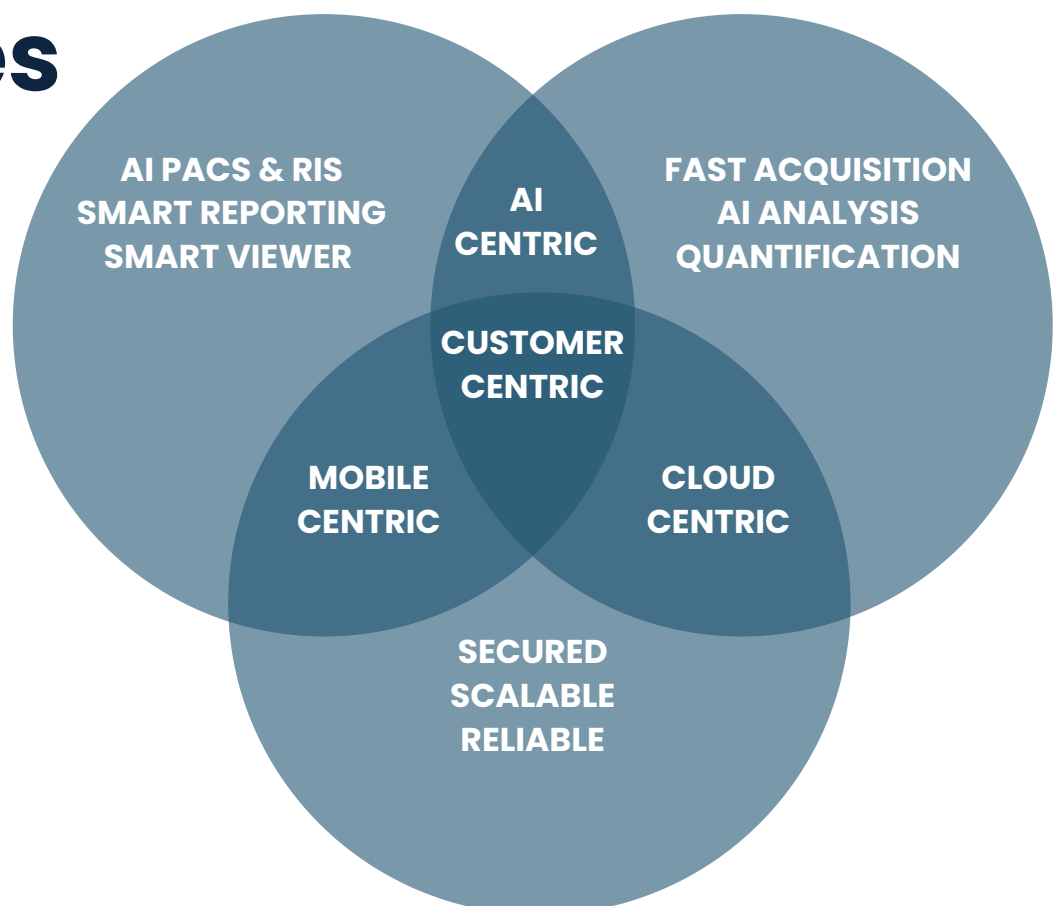 es
AI PACS & RIS
SMART REPORTING
SMART VIEWER
AI
CENTRIC
FAST ACQUISITION
AI ANALYSIS
QUANTIFICATION
CUSTOMER
CENTRIC
MOBILE
CENTRIC
CLOUD
CENTRIC
SECURED
SCALABLE
RELIABLE